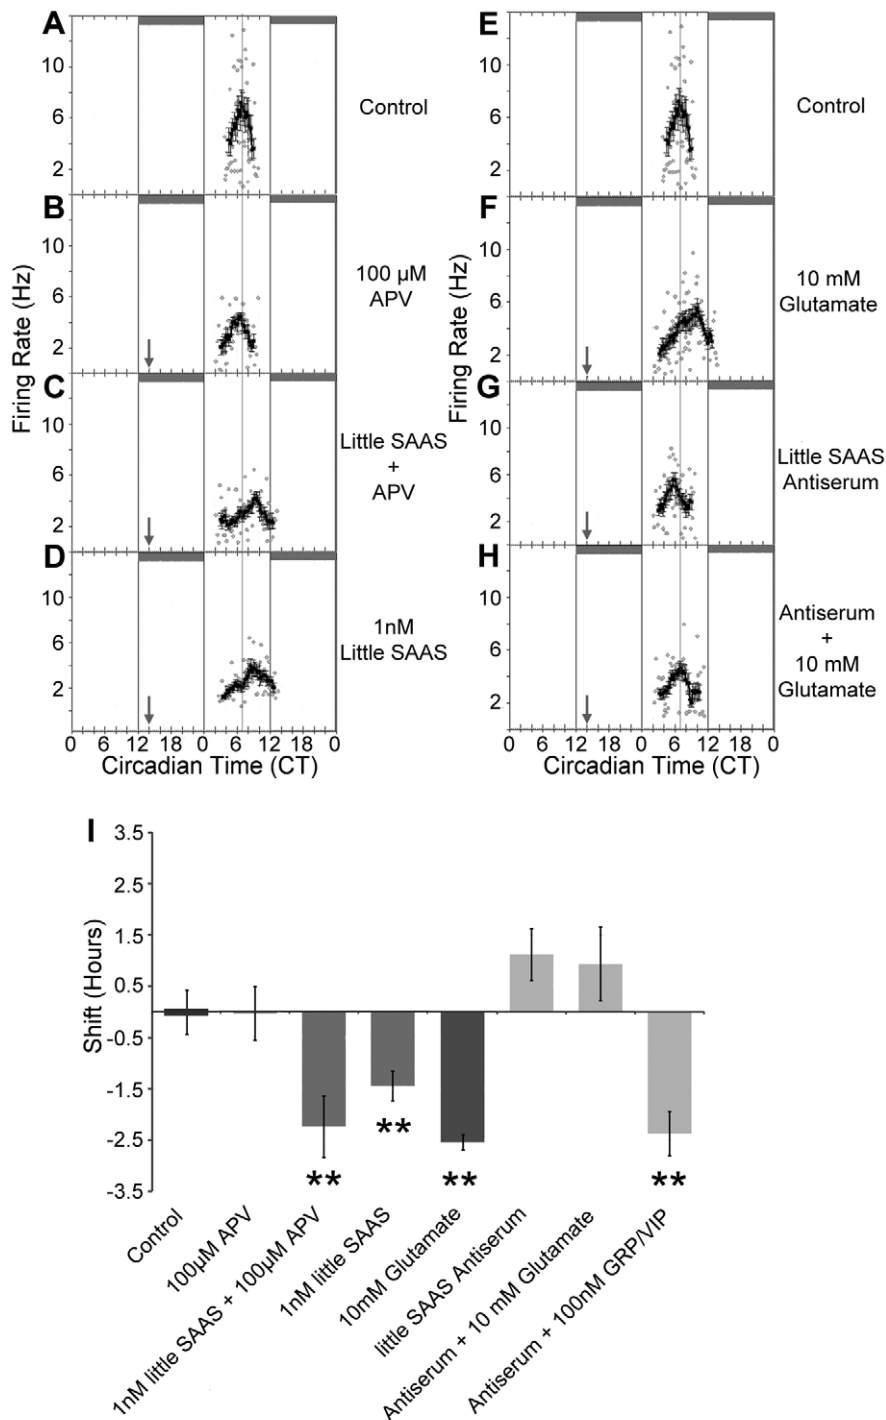 A
10
6
2
Control
B
10
6
2
100 µM
APV
C
10
6
2
Little SAAS
+
APV
D
10
6
2
1nM
Little SAAS
Firing Rate (Hz)
0 6 12 18 0 6 12 18 0
Circadian Time (CT)
E
10
6
2
Control
F
10
6
2
10 mM
Glutamate
G
10
6
2
Little SAAS
Antiserum
H
10
6
2
Antiserum
+
10 mM
Glutamate
Firing Rate (Hz)
0 6 12 18 0 6 12 18 0
Circadian Time (CT)
I
3.5
2.5
1.5
0.5
-0.5
-1.5
-2.5
-3.5
Shift (Hours)
**
**
**
**
Control
100µM APV
1nM little SAAS + 100µM APV
1nM little SAAS
10mM Glutamate
little SAAS Antiserum
Antiserum + 10 mM Glutamate
Antiserum + 100nM GRP/VIP